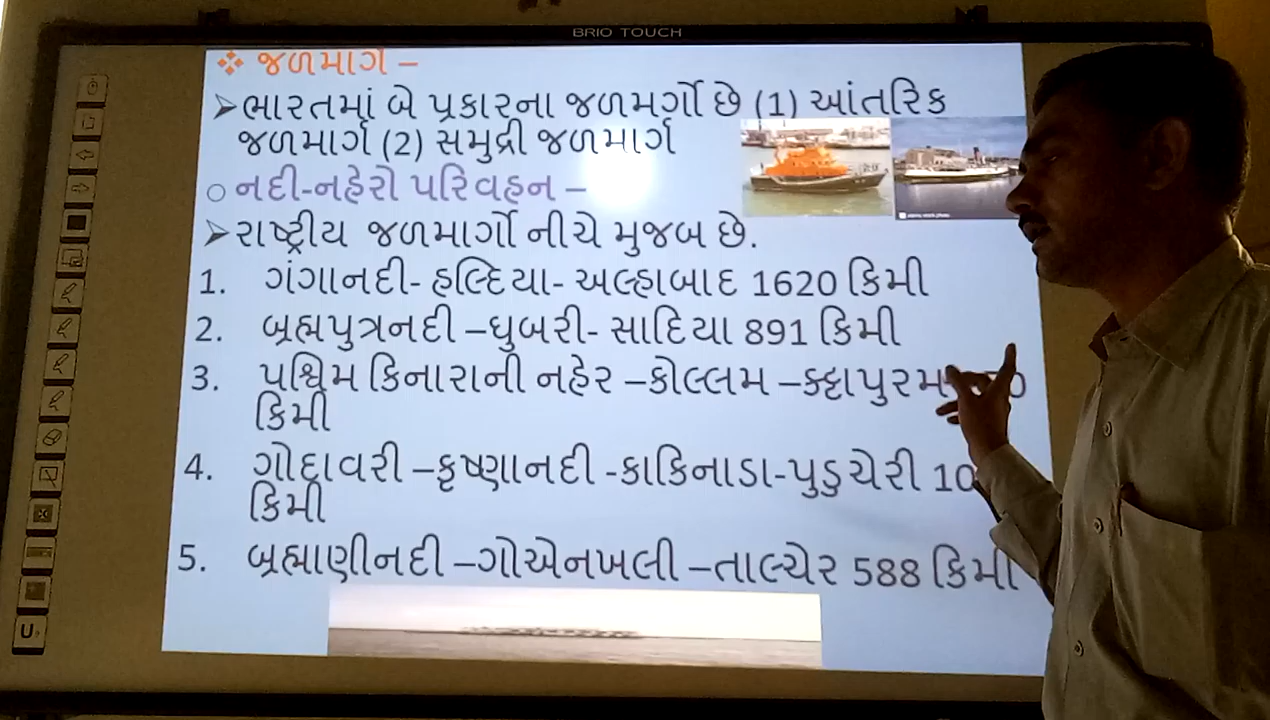 BRIO TOUCH
❖ જળમાર્ગ –
➢ભારતમાં બે પ્રકારના જળમર્ગો છે (1) આંતરિક
જળમાર્ગ (2) સમુદ્રી જળમાર્ગ
○ નદી-નહેરો પરિવહન –
➢રાષ્ટ્રીય જળમાર્ગો નીચે મુજબ છે.
1. ગંગાનદી- હલ્દિયા- અલ્હાબાદ 1620 કિમી
2. બ્રહ્મપુત્રનદી –ધુબરી- સાદિયા 891 કિમી
3. પશ્ચિમ કિનારાની નહેર –કોલ્લમ –ક્ટ્ટાપુરમ
કિમી
4. ગોદાવરી –કૃષ્ણાનદી -કાકિનાડા-પુડુચેરી
કિમી
5. બ્રહ્માણીનદી –ગોએનખલી –તાલ્ચેર 588 કિમી